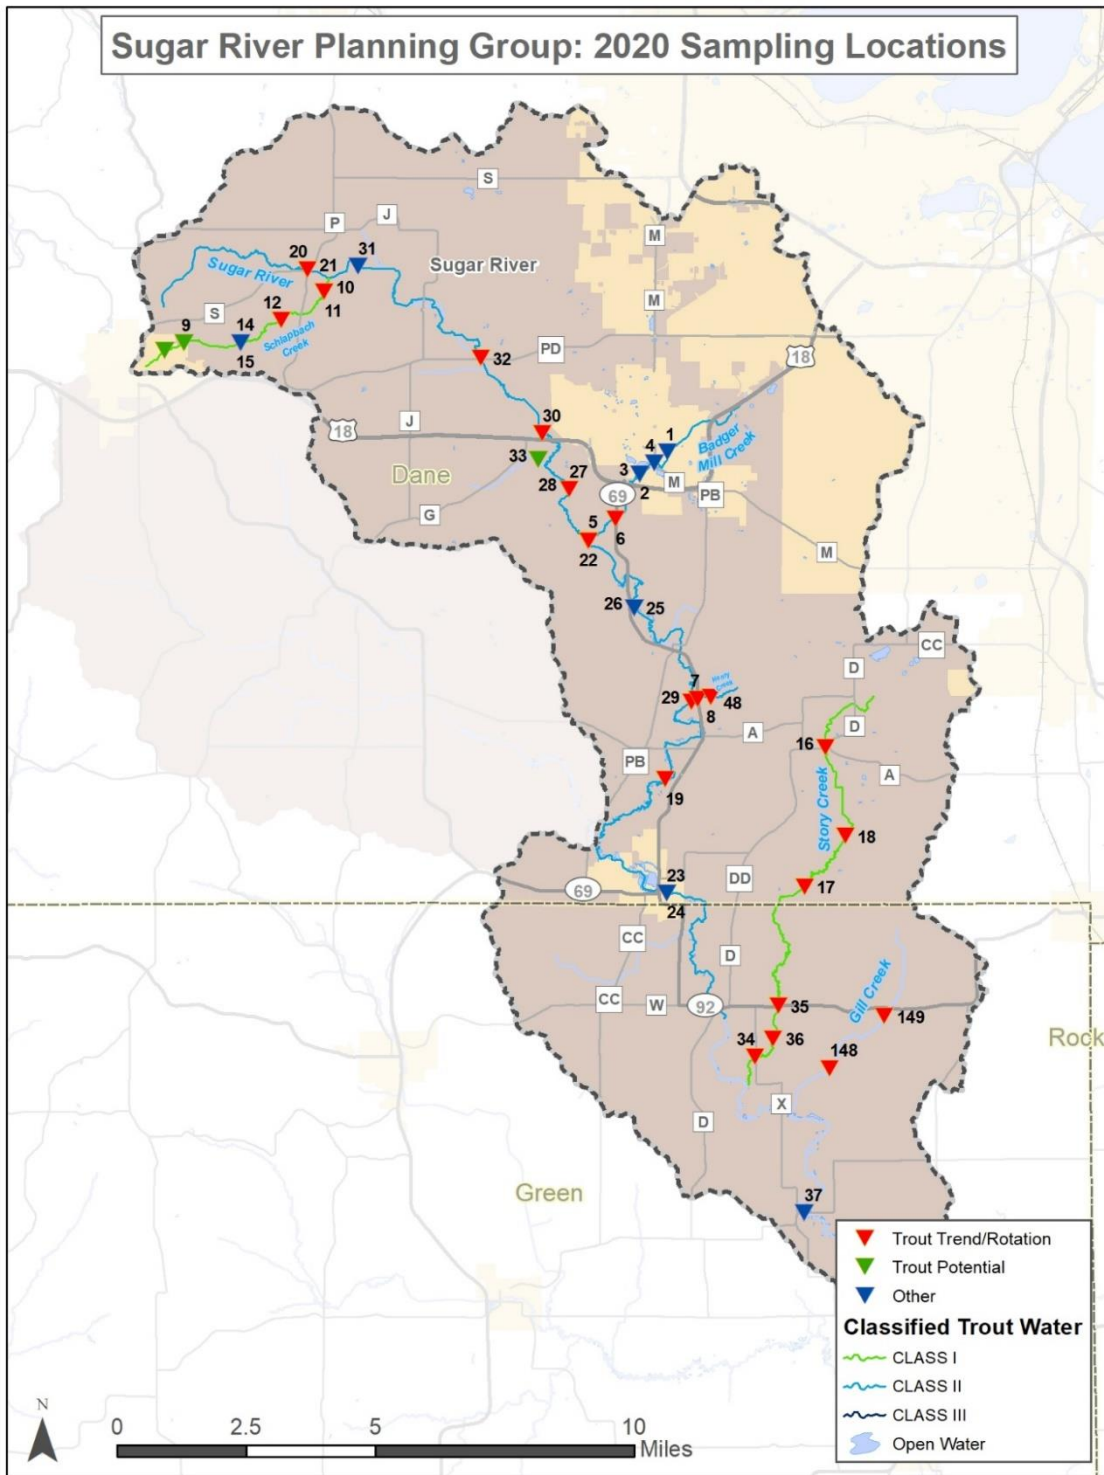 Sugar River Planning Group: 2020 Sampling Locations
S
M
P
J
20
21
31
Sugar River
Sugar River
M
S
12
10
11
9
14
15
Schlapbach
Creek
32
PD
18
J
18
30
33
Dane
28
27
G
1
4
3
2
Badger
Mill Creek
M
69
PB
M
5
6
22
26
25
CC
D
7
29
8
48
D
A
16
A
PB
19
Story Creek
18
17
DD
23
24
69
CC
D
CC
W
92
35
Gill Creek
149
34
36
148
Rock
X
D
Green
37
Trout Trend/Rotation
Trout Potential
Other
Classified Trout Water
CLASS I
CLASS II
CLASS III
Open Water
N
0
2.5
5
10
Miles